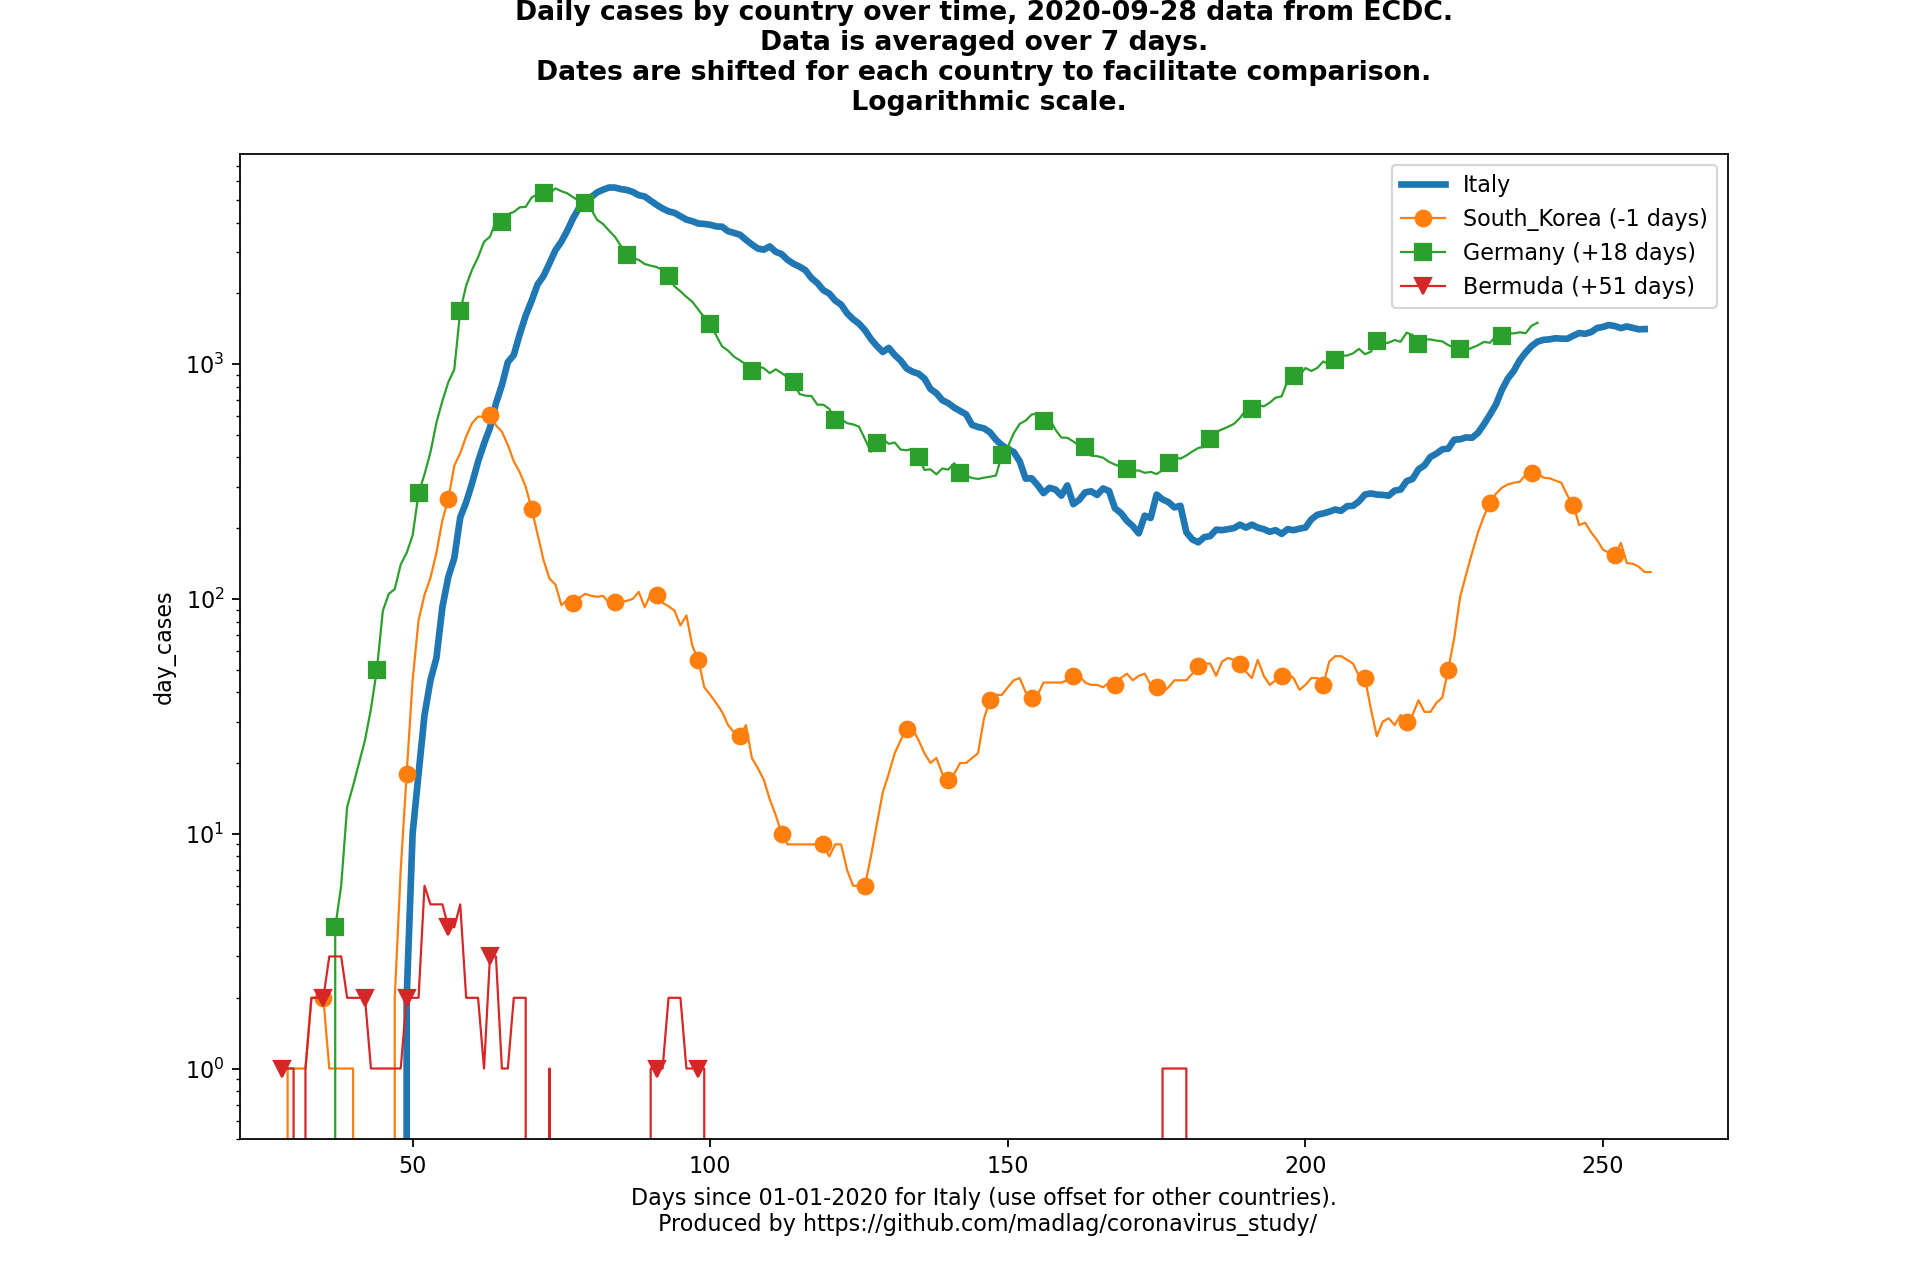 Daily cases by country over time, 2020-09-28 data from ECDC.
Data is averaged over 7 days.
Dates are shifted for each country to facilitate comparison.
Logarithmic scale.
Italy
South_Korea (-1 days)
Germany (+18 days)
Bermuda (+51 days)
day_cases
10³
10²
10¹
10⁰
50 100 150 200 250
Days since 01-01-2020 for Italy (use offset for other countries).
Produced by https://github.com/madlag/coronavirus_study/